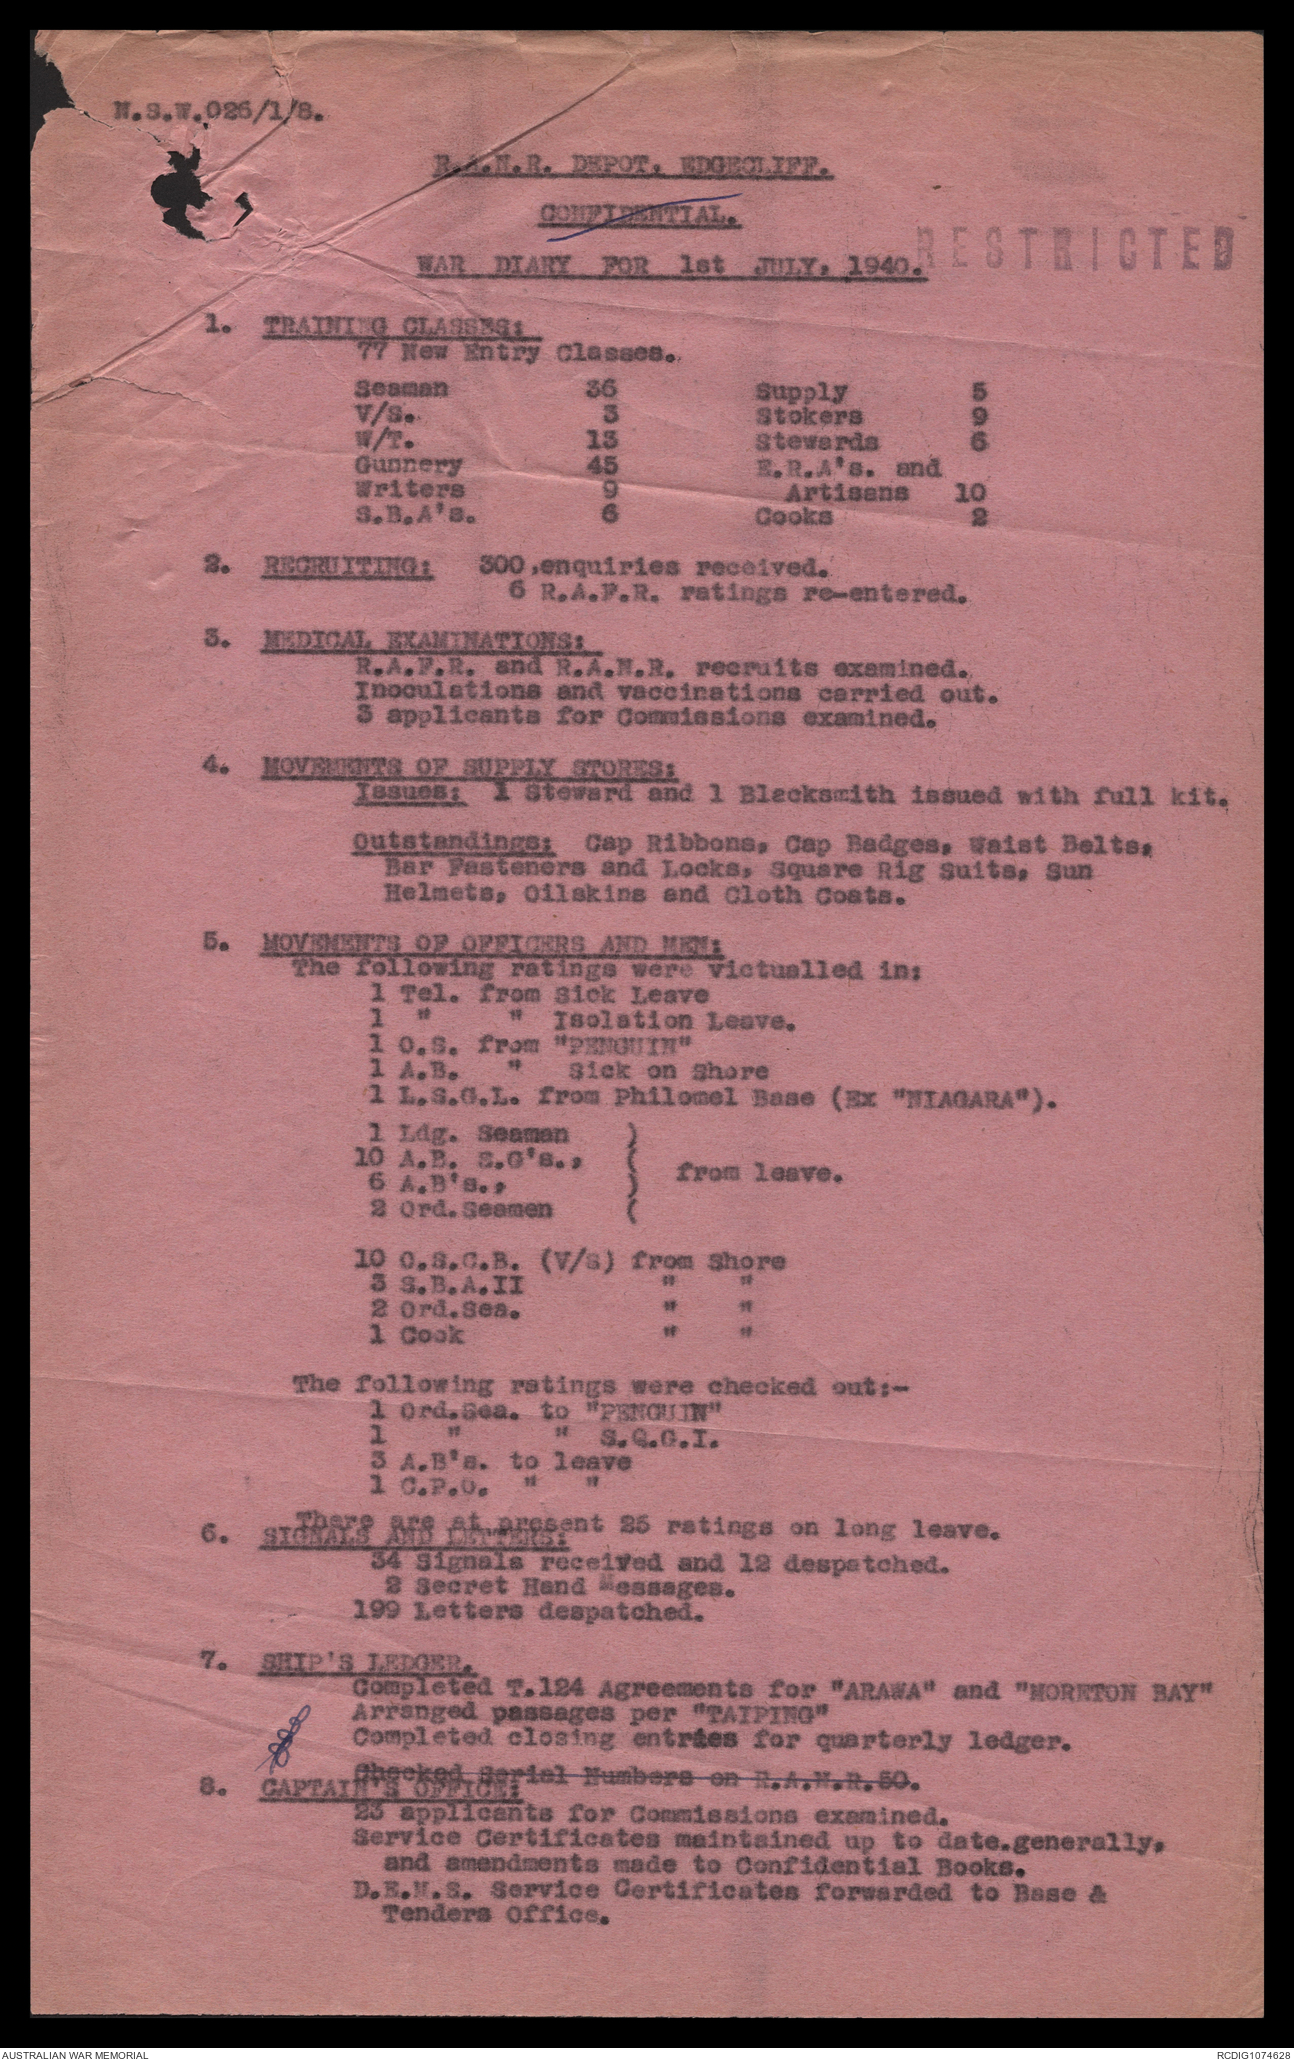 N.S.W.026/1/8.
R.A.N.R. DEPOT, EDGECLIFF.
CONFIDENTIAL.
RESTRICTED
WAR DIARY FOR 1st JULY, 1940.
1. TRAINING CLASSES:
77 New Entry Classes.
Seaman 36 Supply 5
V/S. 3 Stokers 9
W/T. 13 Stewards 6
Gunnery 45 E.R.A's. and
Writers 9 Artisans 10
S.B.A's. 6 Cooks 2
2. RECRUITING: 300 enquiries received.
6 R.A.F.R. ratings re-entered.
3. MEDICAL EXAMINATIONS:
R.A.F.R. and R.A.N.R. recruits examined.
Inoculations and vaccinations carried out.
3 applicants for Commissions examined.
4. MOVEMENTS OF SUPPLY STORES:
Issues: 1 Steward and 1 Blacksmith issued with full kit.
Outstandings: Cap Ribbons, Cap Badges, Waist Belts,
Bar Fasteners and Locks, Square Rig Suits, Sun
Helmets, Oilskins and Cloth Coats.
5. MOVEMENTS OF OFFICERS AND MEN:
The following ratings were victualled in:
1 Tel. from Sick Leave
1 " " Isolation Leave.
1 O.S. from "PENGUIN"
1 A.B. " Sick on Shore
1 L.S.G.L. from Philomel Base (Ex "NIAGARA").
1 Ldg. Seaman )
10 A.B. S.G's., (
6 A.B's., ) from leave.
2 Ord.Seamen (
10 O.S.C.B. (V/S) from Shore
3 S.B.A.II " "
2 Ord.Sea. " "
1 Cook " "
The following ratings were checked out:-
1 Ord.Sea. to "PENGUIN"
1 " " S.Q.G.I.
3 A.B's. to leave
1 C.P.O. " "
There are at present 25 ratings on long leave.
6. SIGNALS AND LETTERS:
34 Signals received and 12 despatched.
2 Secret Hand Messages.
199 Letters despatched.
7. SHIP'S LEDGER.
Completed T.124 Agreements for "ARAWA" and "MORETON BAY"
Arranged passages per "TAIPING"
Completed closing entries for quarterly ledger.
Checked Serial Numbers on R.A.N.R.50.
8. CAPTAIN'S OFFICE:
23 applicants for Commissions examined.
Service Certificates maintained up to date.generally,
and amendments made to Confidential Books.
D.E.M.S. Service Certificates forwarded to Base &
Tenders Office.
AUSTRALIAN WAR MEMORIAL RCDIG1074628